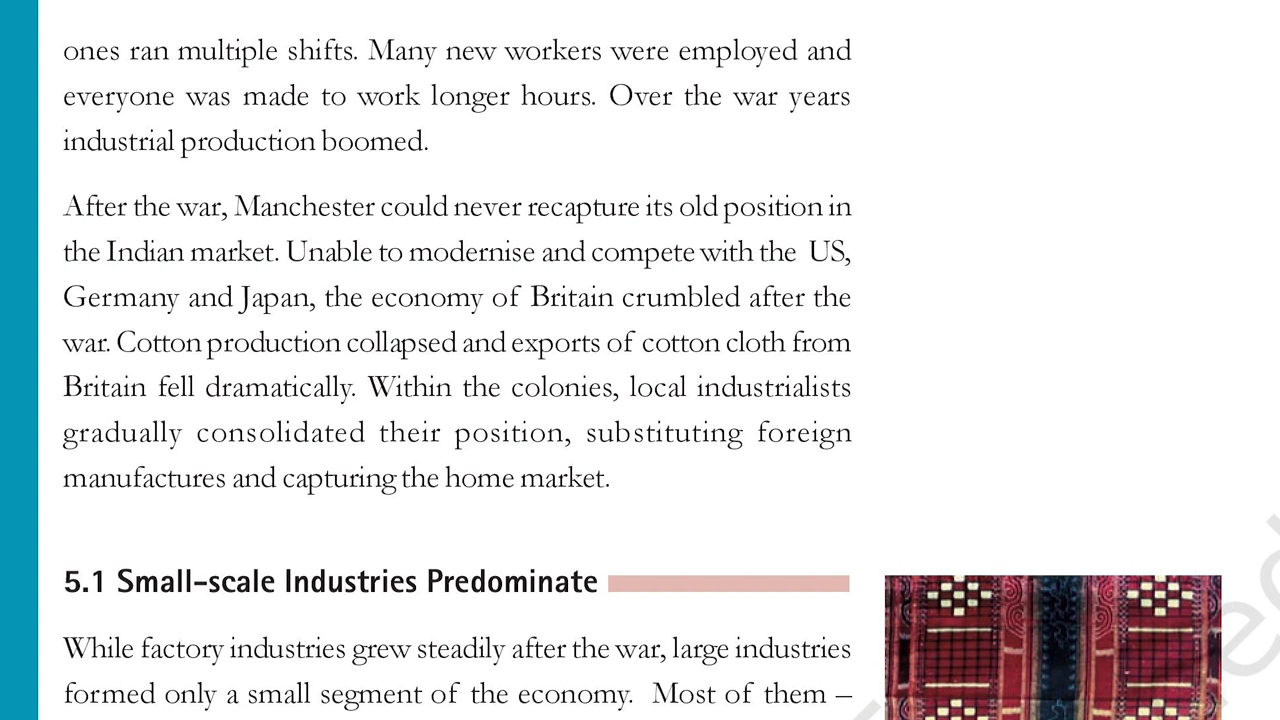 ones ran multiple shifts. Many new workers were employed and
everyone was made to work longer hours. Over the war years
industrial production boomed.
After the war, Manchester could never recapture its old position in
the Indian market. Unable to modernise and compete with the US,
Germany and Japan, the economy of Britain crumbled after the
war. Cotton production collapsed and exports of cotton cloth from
Britain fell dramatically. Within the colonies, local industrialists
gradually consolidated their position, substituting foreign
manufactures and capturing the home market.
5.1 Small-scale Industries Predominate
While factory industries grew steadily after the war, large industries
formed only a small segment of the economy. Most of them –